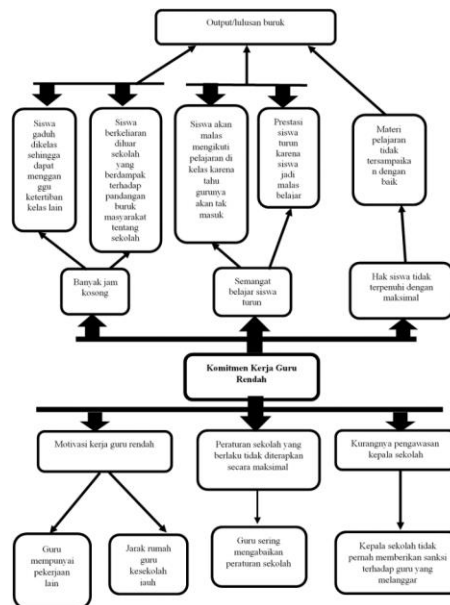 Output/lulusan buruk
Siswa
gaduh
dikelas
sehingga
dapat
menggan
ggu
ketertiban
kelas lain
Siswa
berkeliaran
diluar
sekolah
yang
berdampak
terhadap
pandangan
buruk
masyarakat
tentang
sekolah
Siswa akan
malas
mengikuti
pelajaran di
kelas karena
tahu
gurunya
akan tak
masuk
Prestasi
siswa
turun
karena
siswa
jadi
malas
belajar
Materi
pelajaran
tidak
tersampaika
n dengan
baik
Banyak jam
kosong
Semangat
belajar siswa
turun
Hak siswa tidak
terpenuhi dengan
maksimal
Komitmen Kerja Guru
Rendah
Motivasi kerja guru rendah
Peraturan sekolah yang
berlaku tidak diterapkan
secara maksimal
Kurangnya pengawasan
kepala sekolah
Guru
mempunyai
pekerjaan
lain
Jarak rumah
guru
kesekolah
jauh
Guru sering
mengabaikan
peraturan sekolah
Kepala sekolah tidak
pernah memberikan sanksi
terhadap guru yang
melanggar